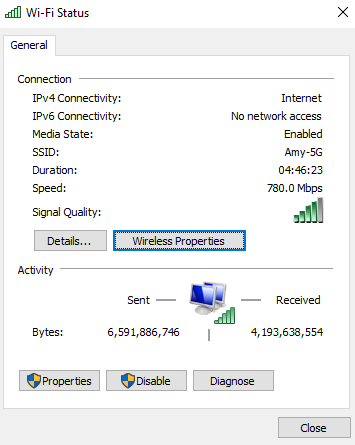 Wi-Fi Status
General
Connection
IPv4 Connectivity: Internet
IPv6 Connectivity: No network access
Media State: Enabled
SSID: Amy-5G
Duration: 04:46:23
Speed: 780.0 Mbps
Signal Quality:
Details... Wireless Properties
Activity
Sent Received
Bytes: 6,591,886,746 4,193,638,554
Properties Disable Diagnose
Close